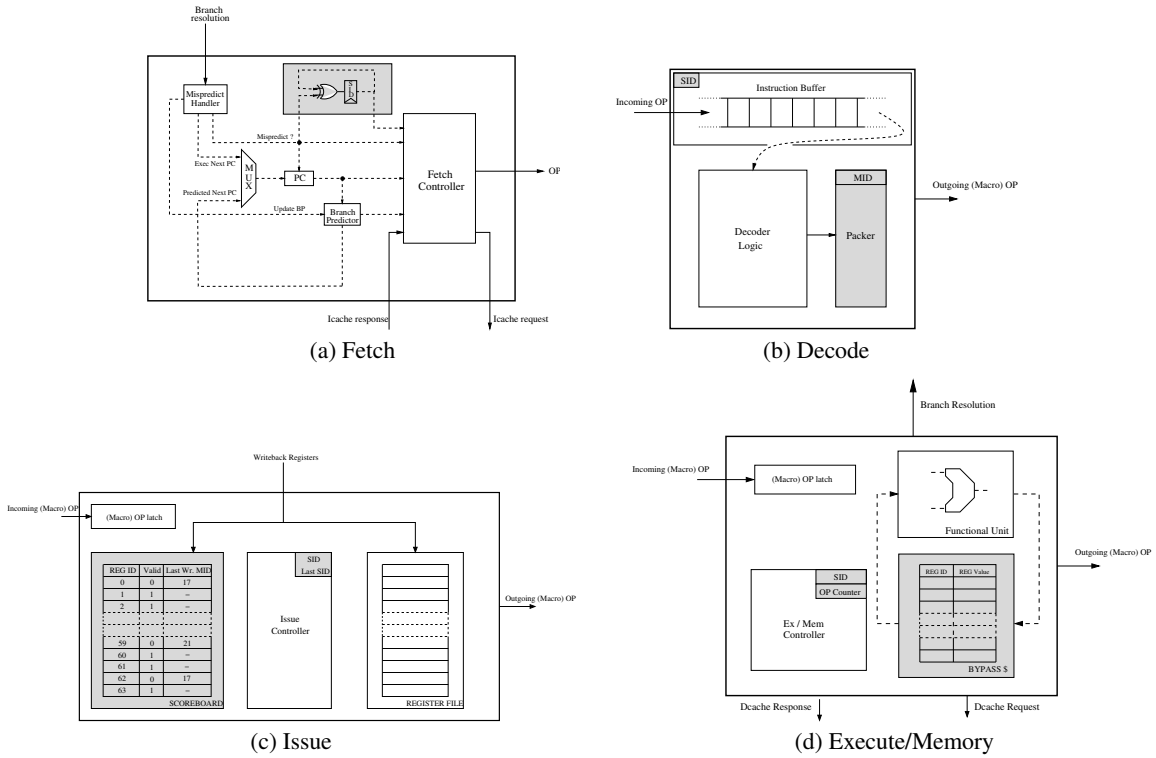 Branch
resolution
Mispredict
Handler
SID
Mispredict ?
Exec Next PC
MUX
PC
Predicted Next PC
Update BP
Branch
Predictor
Fetch
Controller
OP
Icache response
Icache request
(a) Fetch
SID
Instruction Buffer
Incoming OP
MID
Decoder
Logic
Packer
Outgoing (Macro) OP
(b) Decode
Writeback Registers
Incoming (Macro) OP
(Macro) OP latch
REG ID Valid Last Wr. MID
0 0 17
1 1 –
2 1 –
59 0 21
60 1 –
61 1 –
62 0 17
63 1 –
SCOREBOARD
SID
Last SID
Issue
Controller
REGISTER FILE
Outgoing (Macro) OP
(c) Issue
Branch Resolution
Incoming (Macro) OP
(Macro) OP latch
Functional Unit
SID
OP Counter
Ex / Mem
Controller
REG ID REG Value
BYPASS $
Outgoing (Macro) OP
Dcache Response
Dcache Request
(d) Execute/Memory